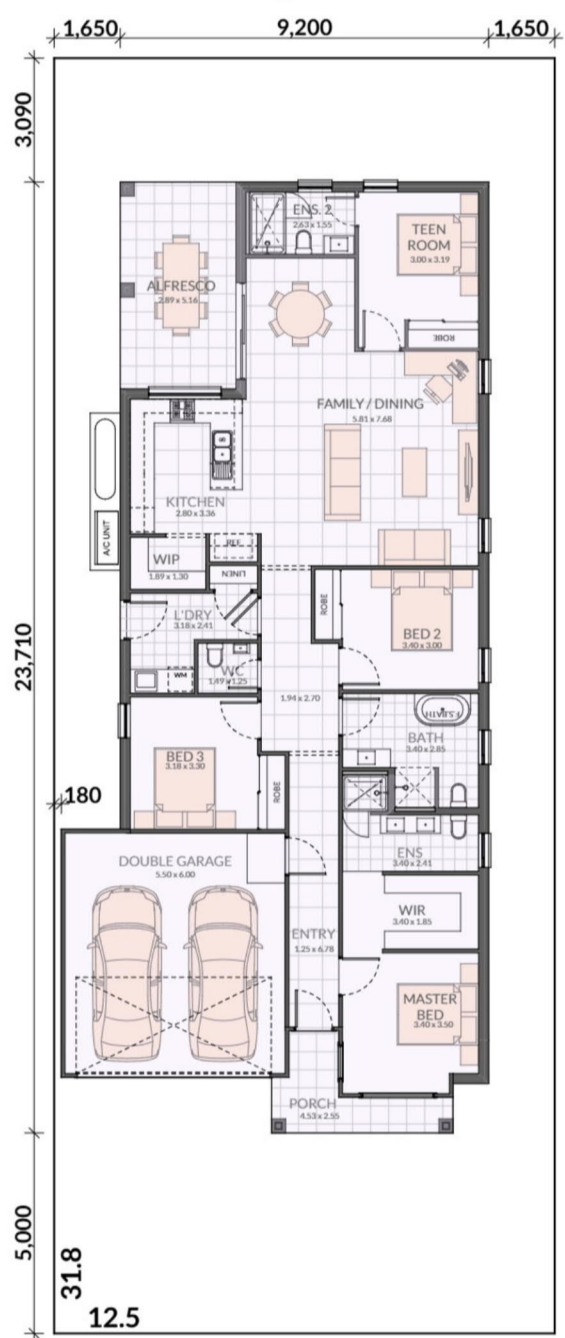 1,650
9,200
1,650
3,090
ENS. 2
2.63 x 1.55
TEEN
ROOM
3.00 x 3.19
ALFRESCO
2.89 x 5.16
ROBE
FAMILY / DINING
5.81 x 7.68
KITCHEN
2.80 x 3.36
A/C UNIT
REF
WIP
1.89 x 1.30
LINEN
L'DRY
3.18 x 2.41
ROBE
BED 2
3.40 x 3.00
23,710
WC
1.49 x 1.25
WM
1.94 x 2.70
F.S.BATH
BATH
3.40 x 2.85
BED 3
3.18 x 3.30
ROBE
180
DOUBLE GARAGE
5.50 x 6.00
ENS
3.40 x 2.41
WIR
3.40 x 1.85
ENTRY
1.25 x 6.78
MASTER
BED
3.40 x 3.50
PORCH
4.53 x 2.55
5,000
31.8
12.5